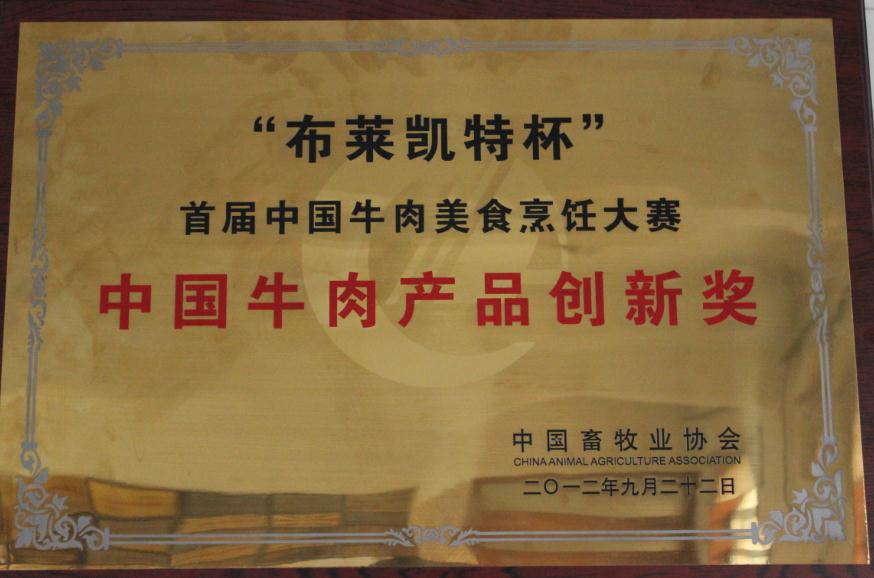 “布莱凯特杯”
首届中国牛肉美食烹饪大赛
中国牛肉产品创新奖
中国畜牧业协会
CHINA ANIMAL AGRICULTURE ASSOCIATION
二〇一二年九月二十二日